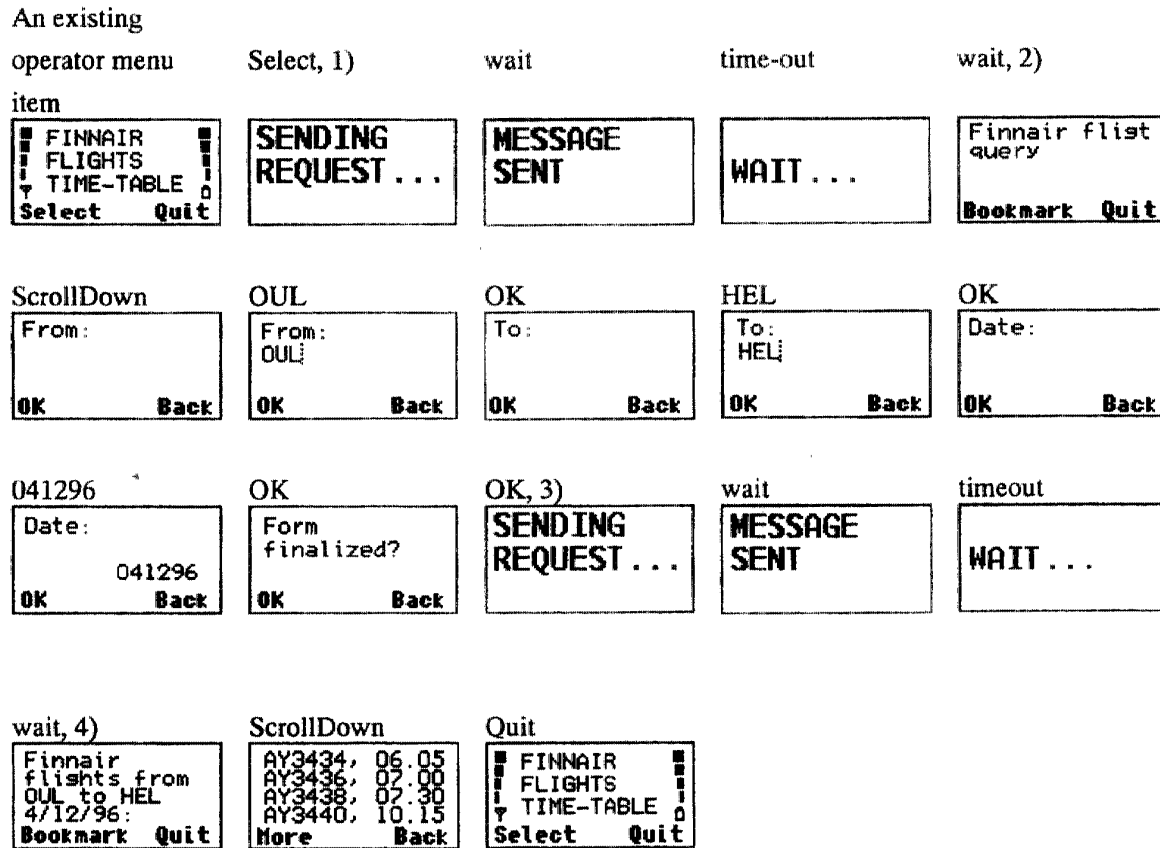 An existing
operator menu
item
Select, 1)
wait
time-out
wait, 2)
FINNAIR
FLIGHTS
TIME-TABLE
Select Quit
SENDING
REQUEST...
MESSAGE
SENT
WAIT...
Finnair flight
query
Bookmark Quit
ScrollDown
OUL
OK
HEL
OK
From:
OK Back
From:
OUL
OK Back
To:
OK Back
To:
HEL
OK Back
Date:
OK Back
041296
OK
OK, 3)
wait
timeout
Date:
041296
OK Back
Form
finalized?
OK Back
SENDING
REQUEST...
MESSAGE
SENT
WAIT...
wait, 4)
ScrollDown
Quit
Finnair
flights from
OUL to HEL
4/12/96:
Bookmark Quit
AY3434, 06.05
AY3436, 07.00
AY3438, 07.30
AY3440, 10.15
More Back
FINNAIR
FLIGHTS
TIME-TABLE
Select Quit